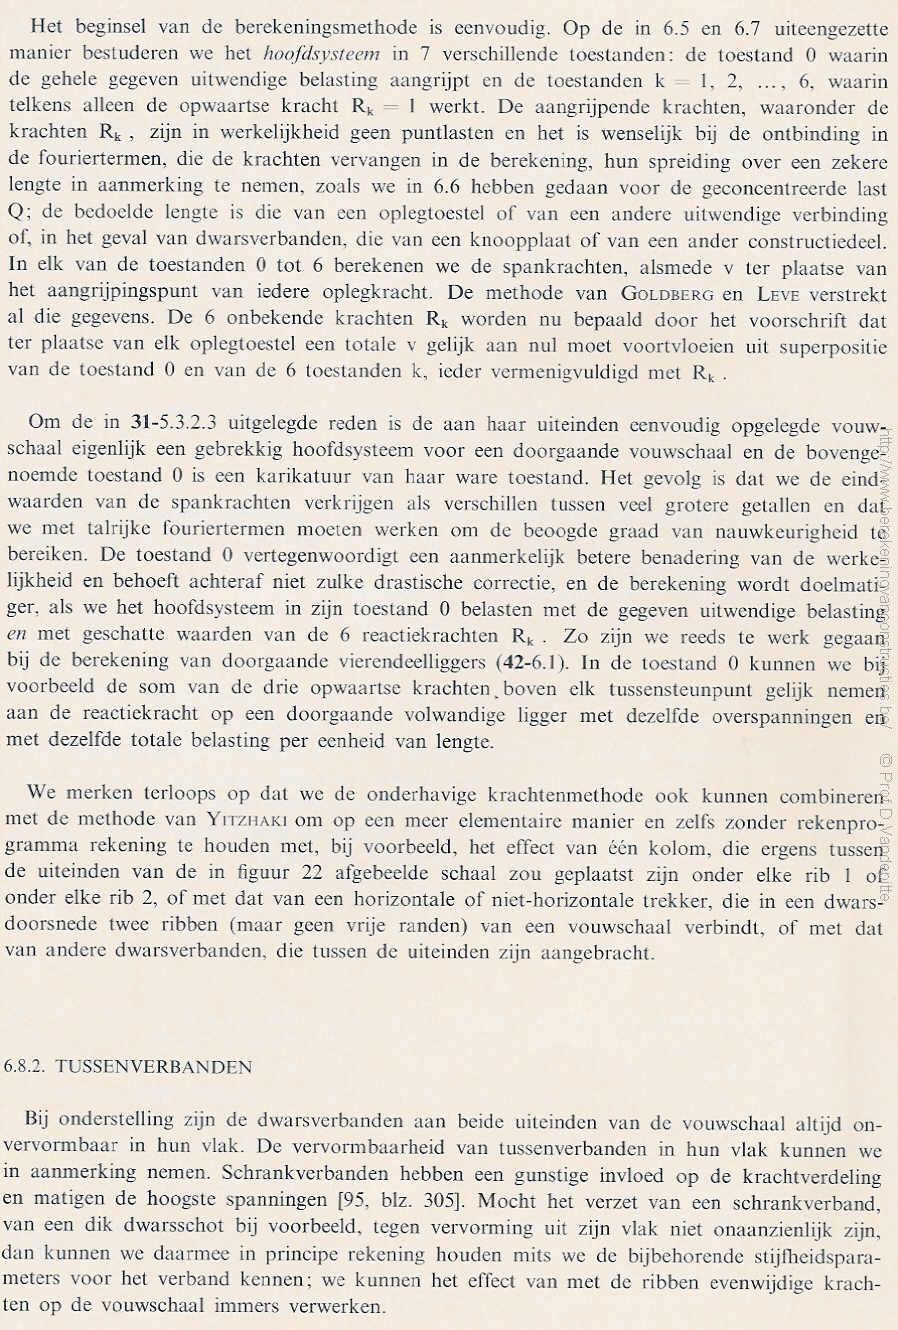 Het beginsel van de berekeningsmethode is eenvoudig. Op de in 6.5 en 6.7 uiteengezette
manier bestuderen we het hoofdsysteem in 7 verschillende toestanden: de toestand 0 waarin
de gehele gegeven uitwendige belasting aangrijpt en de toestanden k = 1, 2, ..., 6, waarin
telkens alleen de opwaartse kracht Rk = 1 werkt. De aangrijpende krachten, waaronder de
krachten Rk , zijn in werkelijkheid geen puntlasten en het is wenselijk bij de ontbinding in
de fouriertermen, die de krachten vervangen in de berekening, hun spreiding over een zekere
lengte in aanmerking te nemen, zoals we in 6.6 hebben gedaan voor de geconcentreerde last
Q; de bedoelde lengte is die van een oplegtoestel of van een andere uitwendige verbinding
of, in het geval van dwarsverbanden, die van een knoopplaat of van een ander constructiedeel.
In elk van de toestanden 0 tot 6 berekenen we de spankrachten, alsmede v ter plaatse van
het aangrijpingspunt van iedere oplegkracht. De methode van GOLDBERG en LEVE verstrekt
al die gegevens. De 6 onbekende krachten Rk worden nu bepaald door het voorschrift dat
ter plaatse van elk oplegtoestel een totale v gelijk aan nul moet voortvloeien uit superpositie
van de toestand 0 en van de 6 toestanden k, ieder vermenigvuldigd met Rk .
Om de in 31-5.3.2.3 uitgelegde reden is de aan haar uiteinden eenvoudig opgelegde vouw-
schaal eigenlijk een gebrekkig hoofdsysteem voor een doorgaande vouwschaal en de bovenge-
noemde toestand 0 is een karikatuur van haar ware toestand. Het gevolg is dat we de eind-
waarden van de spankrachten verkrijgen als verschillen tussen veel grotere getallen en dat
we met talrijke fouriertermen moeten werken om de beoogde graad van nauwkeurigheid te
bereiken. De toestand 0 vertegenwoordigt een aanmerkelijk betere benadering van de werke-
lijkheid en behoeft achteraf niet zulke drastische correctie, en de berekening wordt doelmati-
ger, als we het hoofdsysteem in zijn toestand 0 belasten met de gegeven uitwendige belasting
en met geschatte waarden van de 6 reactiekrachten Rk . Zo zijn we reeds te werk gegaan
bij de berekening van doorgaande vierendeelliggers (42-6.1). In de toestand 0 kunnen we bij
voorbeeld de som van de drie opwaartse krachten boven elk tussensteunpunt gelijk nemen
aan de reactiekracht op een doorgaande volwandige ligger met dezelfde overspanningen en
met dezelfde totale belasting per eenheid van lengte.
We merken terloops op dat we de onderhavige krachtenmethode ook kunnen combineren
met de methode van YITZHAKI om op een meer elementaire manier en zelfs zonder rekenpro-
gramma rekening te houden met, bij voorbeeld, het effect van één kolom, die ergens tussen
de uiteinden van de in figuur 22 afgebeelde schaal zou geplaatst zijn onder elke rib 1 of
onder elke rib 2, of met dat van een horizontale of niet-horizontale trekker, die in een dwars-
doorsnede twee ribben (maar geen vrije randen) van een vouwschaal verbindt, of met dat
van andere dwarsverbanden, die tussen de uiteinden zijn aangebracht.
6.8.2. TUSSENVERBANDEN
Bij onderstelling zijn de dwarsverbanden aan beide uiteinden van de vouwschaal altijd on-
vervormbaar in hun vlak. De vervormbaarheid van tussenverbanden in hun vlak kunnen we
in aanmerking nemen. Schrankverbanden hebben een gunstige invloed op de krachtverdeling
en matigen de hoogste spanningen [95, blz. 305]. Mocht het verzet van een schrankverband,
van een dik dwarsschot bij voorbeeld, tegen vervorming uit zijn vlak niet onaanzienlijk zijn,
dan kunnen we daarmee in principe rekening houden mits we de bijbehorende stijfheidspara-
meters voor het verband kennen; we kunnen het effect van met de ribben evenwijdige krach-
ten op de vouwschaal immers verwerken.
http://www.berekeningvanconstructies.be/ © Prof.D.Vandepitte